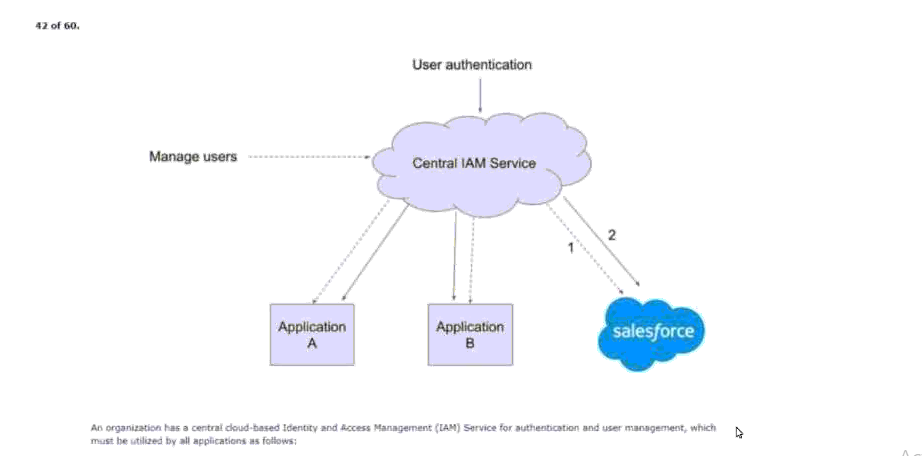 42 of 60.
User authentication
Manage users
Central IAM Service
1
2
Application
A
Application
B
salesforce
An organization has a central cloud-based Identity and Access Management (IAM) Service for authentication and user management, which
must be utilized by all applications as follows: